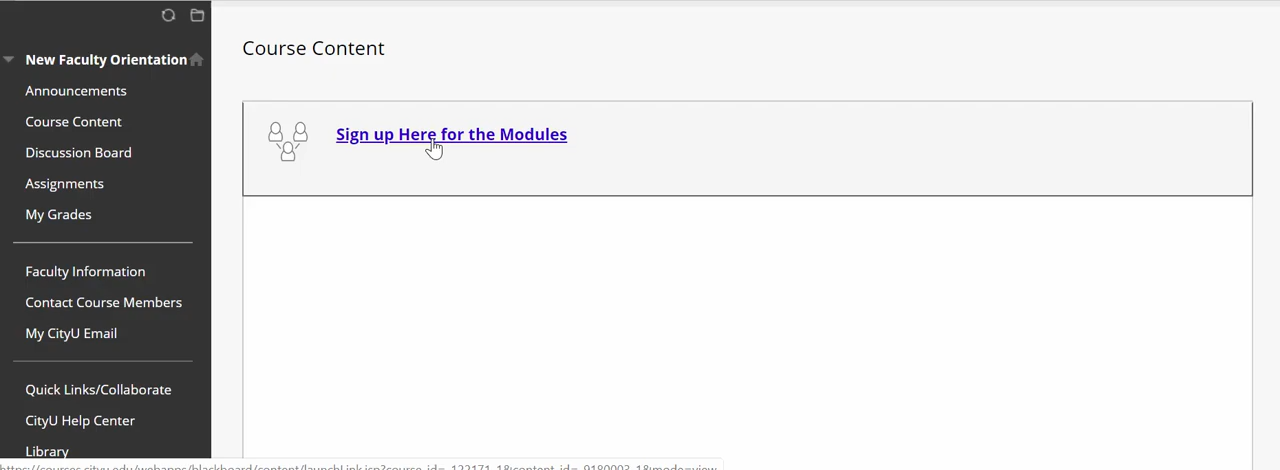 New Faculty Orientation
Announcements
Course Content
Discussion Board
Assignments
My Grades
Faculty Information
Contact Course Members
My CityU Email
Quick Links/Collaborate
CityU Help Center
Library
Course Content
Sign up Here for the Modules